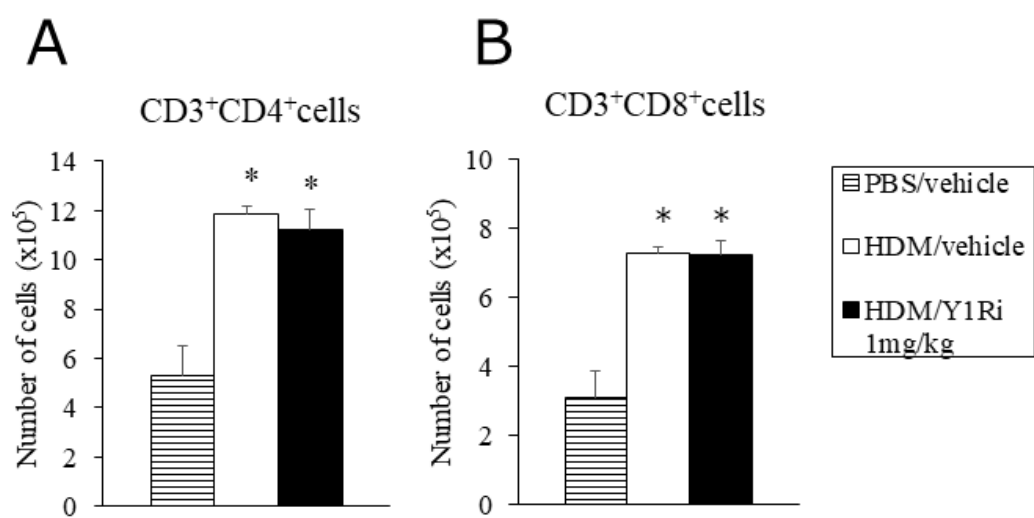 A
CD3⁺CD4⁺cells
Number of cells (x10⁵)
14
12
10
8
6
4
2
0
* *
B
CD3⁺CD8⁺cells
Number of cells (x10⁵)
10
8
6
4
2
0
* *
PBS/vehicle
HDM/vehicle
HDM/Y1Ri
1mg/kg